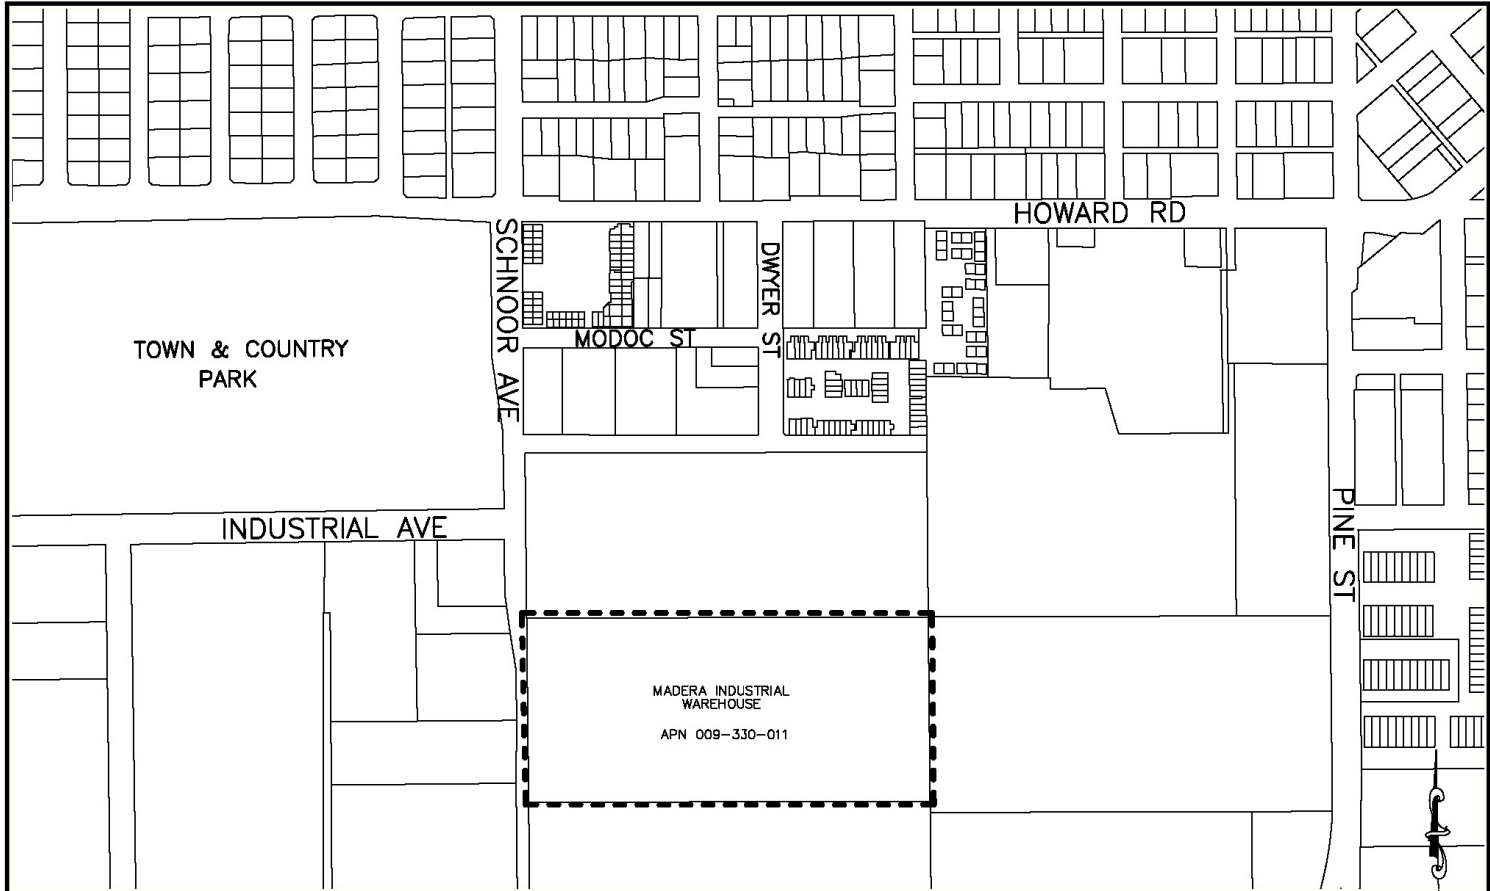 HOWARD RD
SCHNOOR AVE
DWYER ST
MODOC ST
TOWN & COUNTRY
PARK
INDUSTRIAL AVE
PINE ST
MADERA INDUSTRIAL
WAREHOUSE
APN 009-330-011